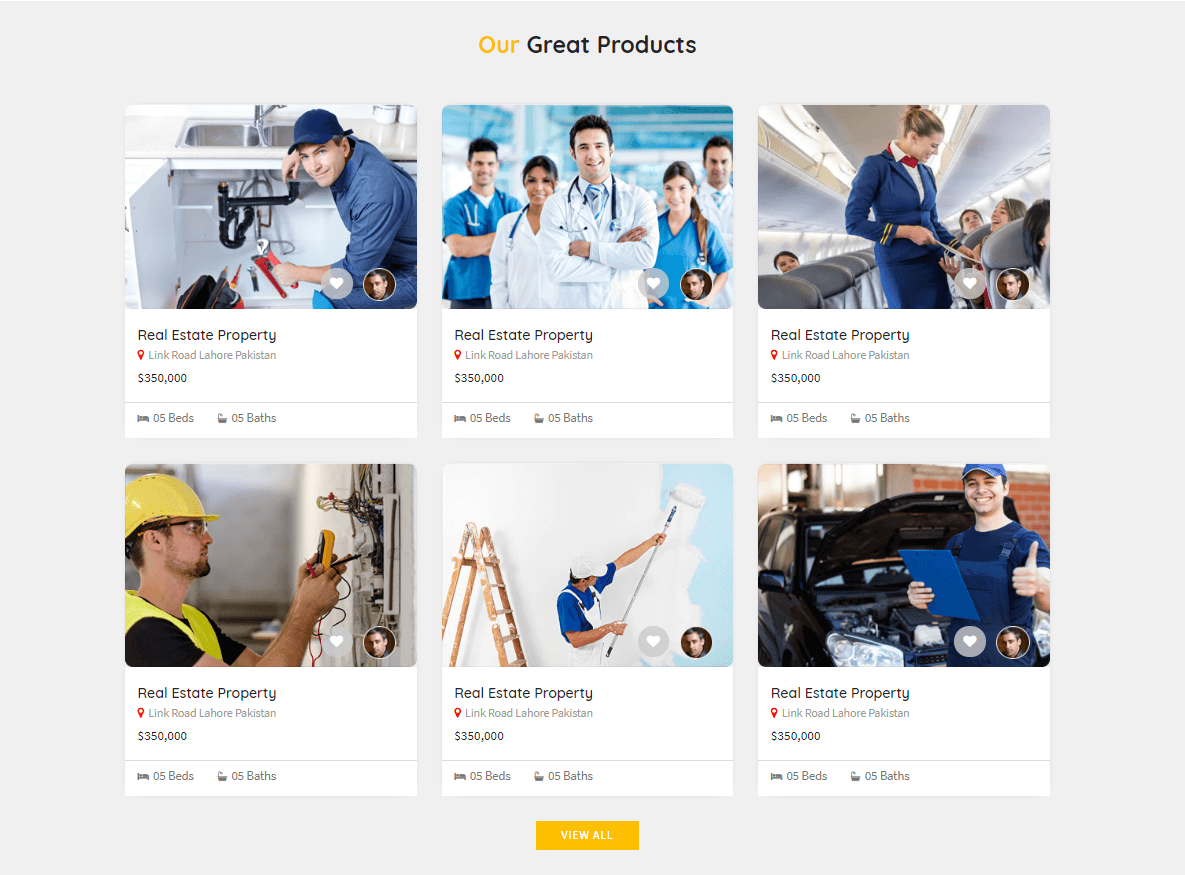 Our Great Products
Real Estate Property
Link Road Lahore Pakistan
$350,000
05 Beds 05 Baths
Real Estate Property
Link Road Lahore Pakistan
$350,000
05 Beds 05 Baths
Real Estate Property
Link Road Lahore Pakistan
$350,000
05 Beds 05 Baths
Real Estate Property
Link Road Lahore Pakistan
$350,000
05 Beds 05 Baths
Real Estate Property
Link Road Lahore Pakistan
$350,000
05 Beds 05 Baths
Real Estate Property
Link Road Lahore Pakistan
$350,000
05 Beds 05 Baths
VIEW ALL